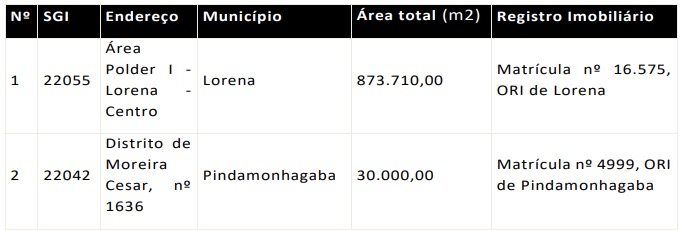 Nº SGI Endereço Município Área total (m2) Registro Imobiliário
1 22055 Área Polder I - Lorena - Centro Lorena 873.710,00 Matrícula nº 16.575, ORI de Lorena
2 22042 Distrito de Moreira Cesar, nº 1636 Pindamonhagaba 30.000,00 Matrícula nº 4999, ORI de Pindamonhagaba